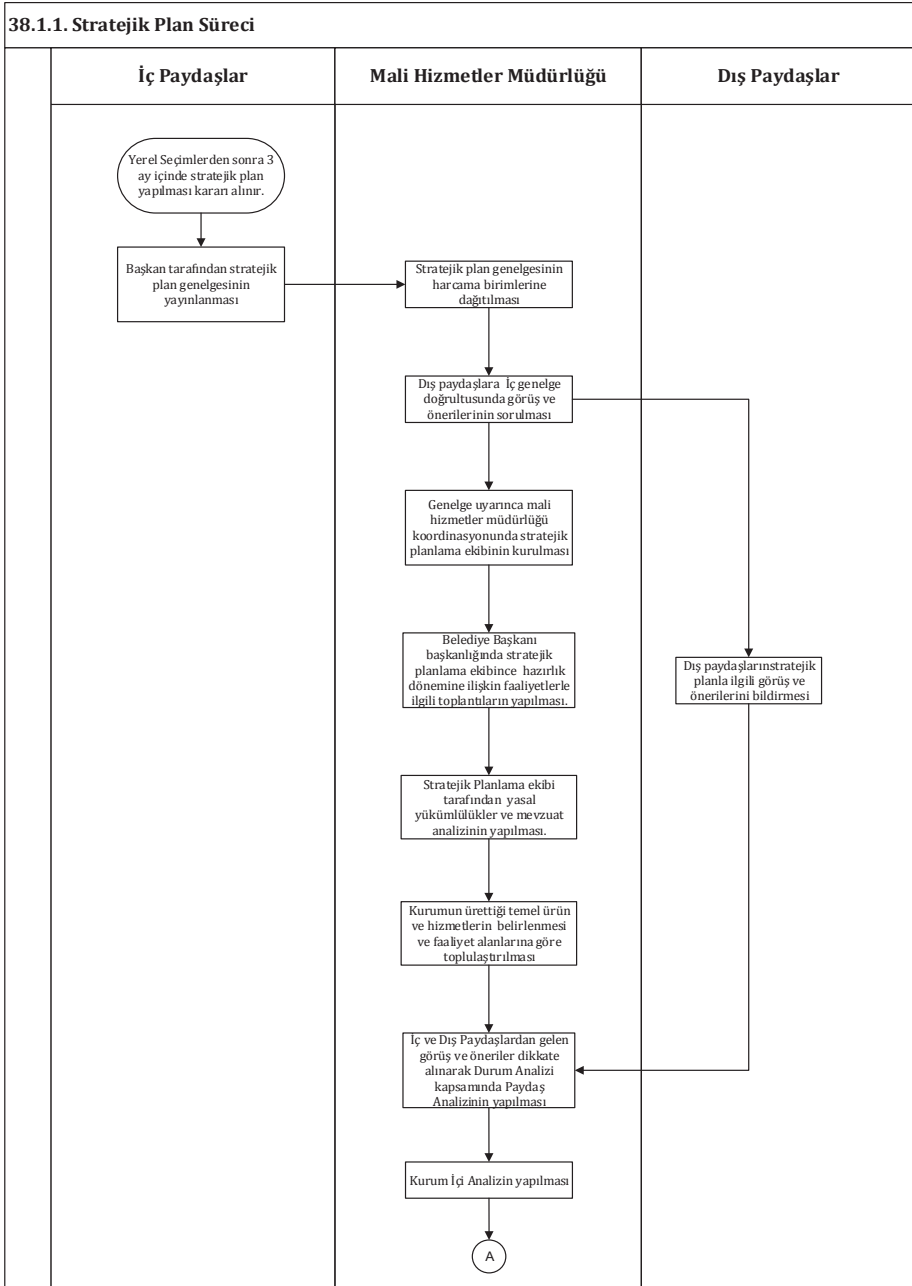 38.1.1. Stratejik Plan Süreci
İç Paydaşlar
Mali Hizmetler Müdürlüğü
Dış Paydaşlar
Yerel Seçimlerden sonra 3
ay içinde stratejik plan
yapılması kararı alınır.
Başkan tarafından stratejik
plan genelgesinin
yayınlanması
Stratejik plan genelgesinin
harcama birimlerine
dağıtılması
Dış paydaşlara İç genelge
doğrultusunda görüş ve
önerilerinin sorulması
Genelge uyarınca mali
hizmetler müdürlüğü
koordinasyonunda stratejik
planlama ekibinin kurulması
Belediye Başkanı
başkanlığında stratejik
planlama ekibince hazırlık
dönemine ilişkin faaliyetlerle
ilgili toplantıların yapılması.
Dış paydaşlarınstratejik
planla ilgili görüş ve
önerilerini bildirmesi
Stratejik Planlama ekibi
tarafından yasal
yükümlülükler ve mevzuat
analizinin yapılması.
Kurumun ürettiği temel ürün
ve hizmetlerin belirlenmesi
ve faaliyet alanlarına göre
toplulaştırılması
İç ve Dış Paydaşlardan gelen
görüş ve öneriler dikkate
alınarak Durum Analizi
kapsamında Paydaş
Analizinin yapılması
Kurum İçi Analizin yapılması
A